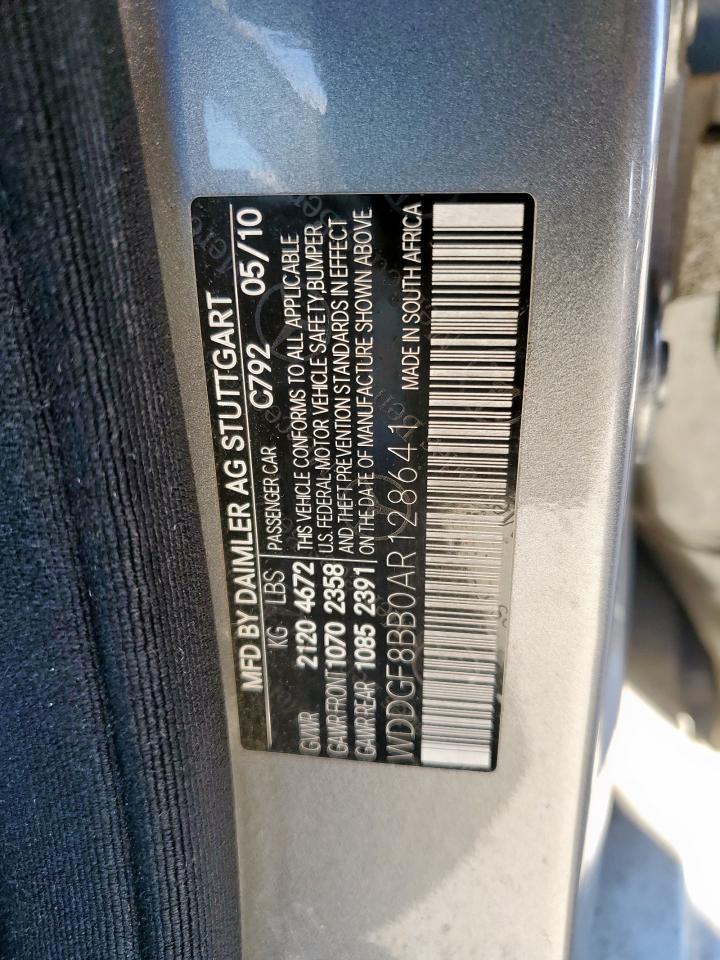 MFD BY DAIMLER AG STUTTGART
KG LBS PASSENGER CAR C792 05/10
GVWR 2120 4672 THIS VEHICLE CONFORMS TO ALL APPLICABLE
GAWR FRONT 1070 2358 U.S. FEDERAL MOTOR VEHICLE SAFETY,BUMPER,
GAWR REAR 1085 2391 AND THEFT PREVENTION STANDARDS IN EFFECT
ON THE DATE OF MANUFACTURE SHOWN ABOVE
WDDGF8BB0AR128641 MADE IN SOUTH AFRICA